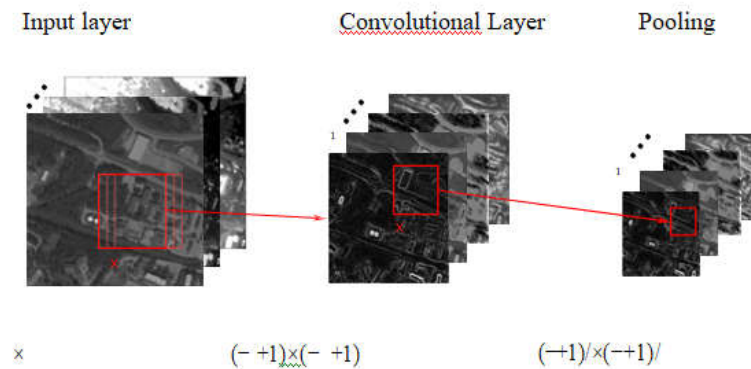 Input layer
Convolutional Layer
Pooling
1
1
×
×
×
(− +1)×(− +1)
(−+1)/×(−+1)/